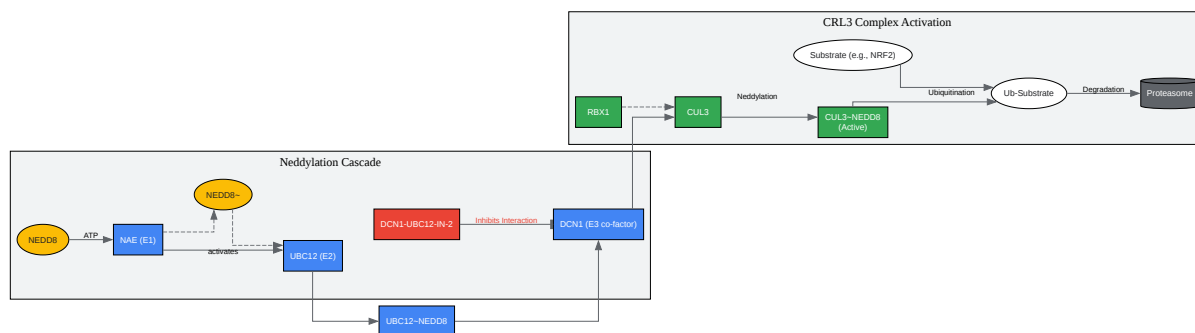 CRL3 Complex Activation
Substrate (e.g., NRF2)
RBX1
CUL3
Neddylation
CUL3~NEDD8
(Active)
Ubiquitination
Ub-Substrate
Degradation
Proteasome
Neddylation Cascade
NEDD8~
NEDD8
ATP
NAE (E1)
activates
UBC12 (E2)
DCN1-UBC12-IN-2
Inhibits Interaction
DCN1 (E3 co-factor)
UBC12~NEDD8